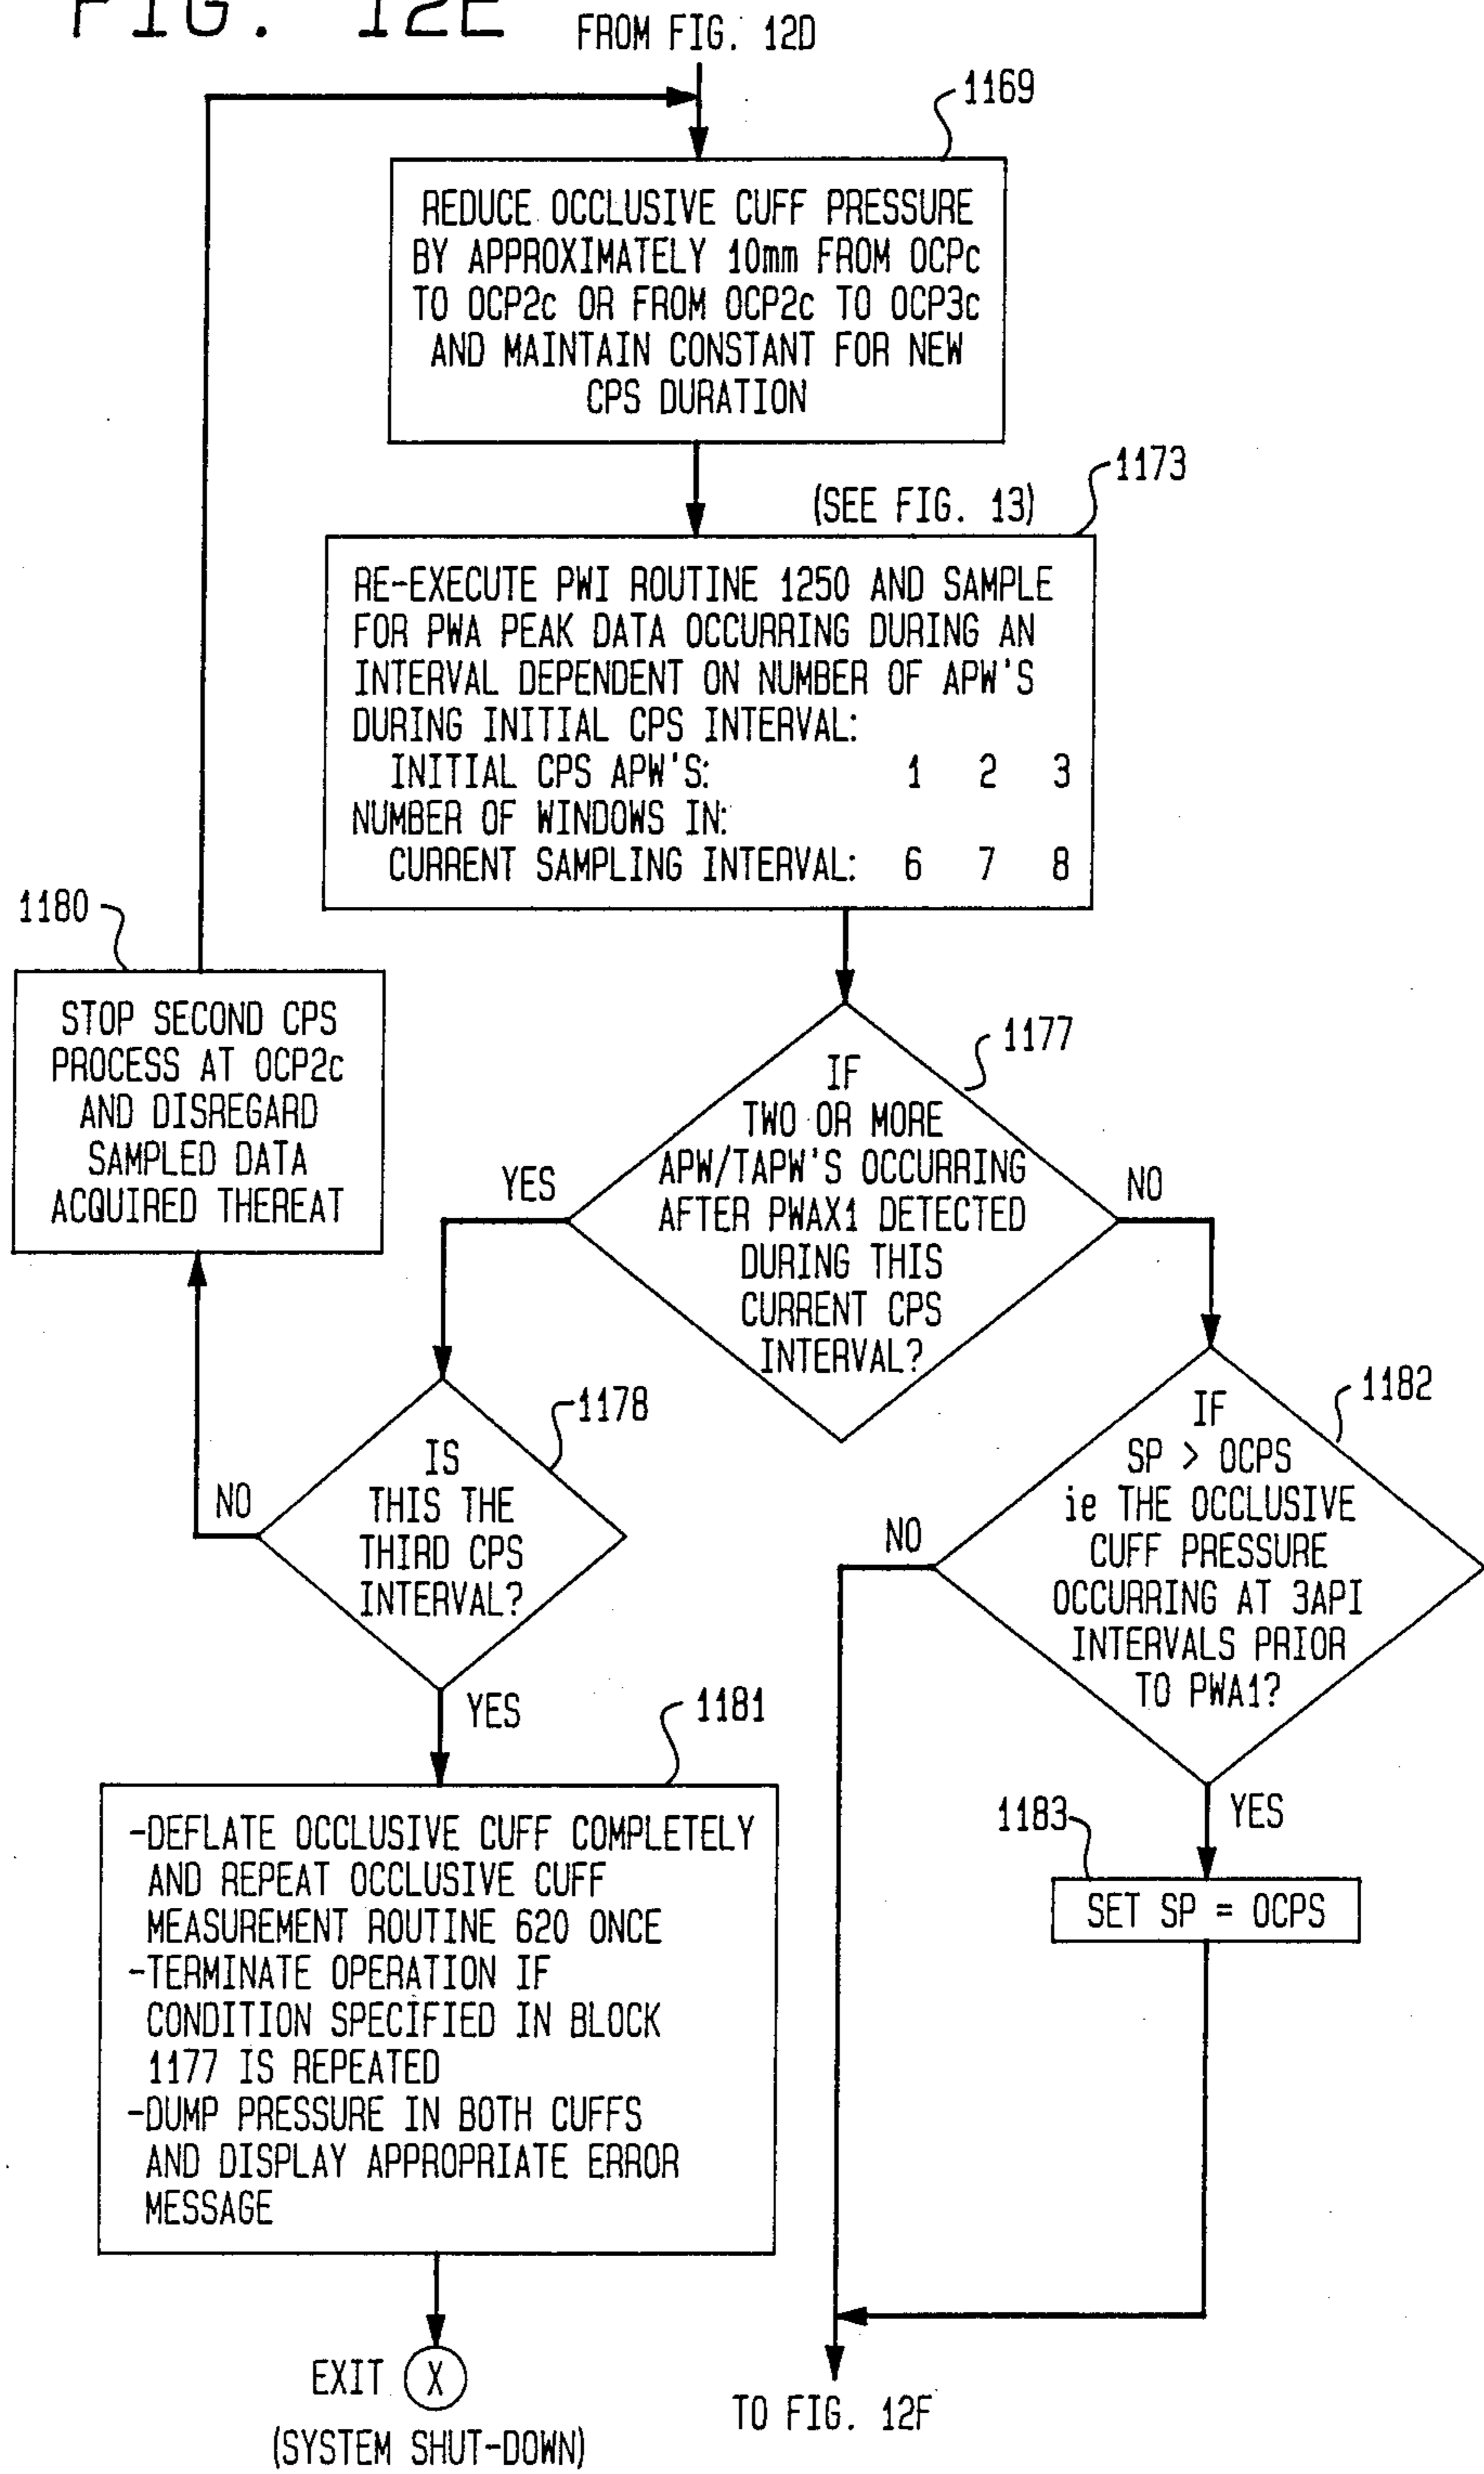 FIG. 12E
FROM FIG. 12D
1169
REDUCE OCCLUSIVE CUFF PRESSURE
BY APPROXIMATELY 10mm FROM OCPc
TO OCP2c OR FROM OCP2c TO OCP3c
AND MAINTAIN CONSTANT FOR NEW
CPS DURATION
(SEE FIG. 13)
1173
RE-EXECUTE PWI ROUTINE 1250 AND SAMPLE
FOR PWA PEAK DATA OCCURRING DURING AN
INTERVAL DEPENDENT ON NUMBER OF APW'S
DURING INITIAL CPS INTERVAL:
INITIAL CPS APW'S: 1 2 3
NUMBER OF WINDOWS IN:
CURRENT SAMPLING INTERVAL: 6 7 8
1180
STOP SECOND CPS
PROCESS AT OCP2c
AND DISREGARD
SAMPLED DATA
ACQUIRED THEREAT
1177
IF
TWO OR MORE
APW/TAPW'S OCCURRING
AFTER PWAX1 DETECTED
DURING THIS
CURRENT CPS
INTERVAL?
YES
NO
1178
IS
THIS THE
THIRD CPS
INTERVAL?
NO
YES
1182
IF
SP > OCPS
ie THE OCCLUSIVE
CUFF PRESSURE
OCCURRING AT 3API
INTERVALS PRIOR
TO PWA1?
NO
YES
1181
-DEFLATE OCCLUSIVE CUFF COMPLETELY
AND REPEAT OCCLUSIVE CUFF
MEASUREMENT ROUTINE 620 ONCE
-TERMINATE OPERATION IF
CONDITION SPECIFIED IN BLOCK
1177 IS REPEATED
-DUMP PRESSURE IN BOTH CUFFS
AND DISPLAY APPROPRIATE ERROR
MESSAGE
1183
SET SP = OCPS
EXIT X
(SYSTEM SHUT-DOWN)
TO FIG. 12F